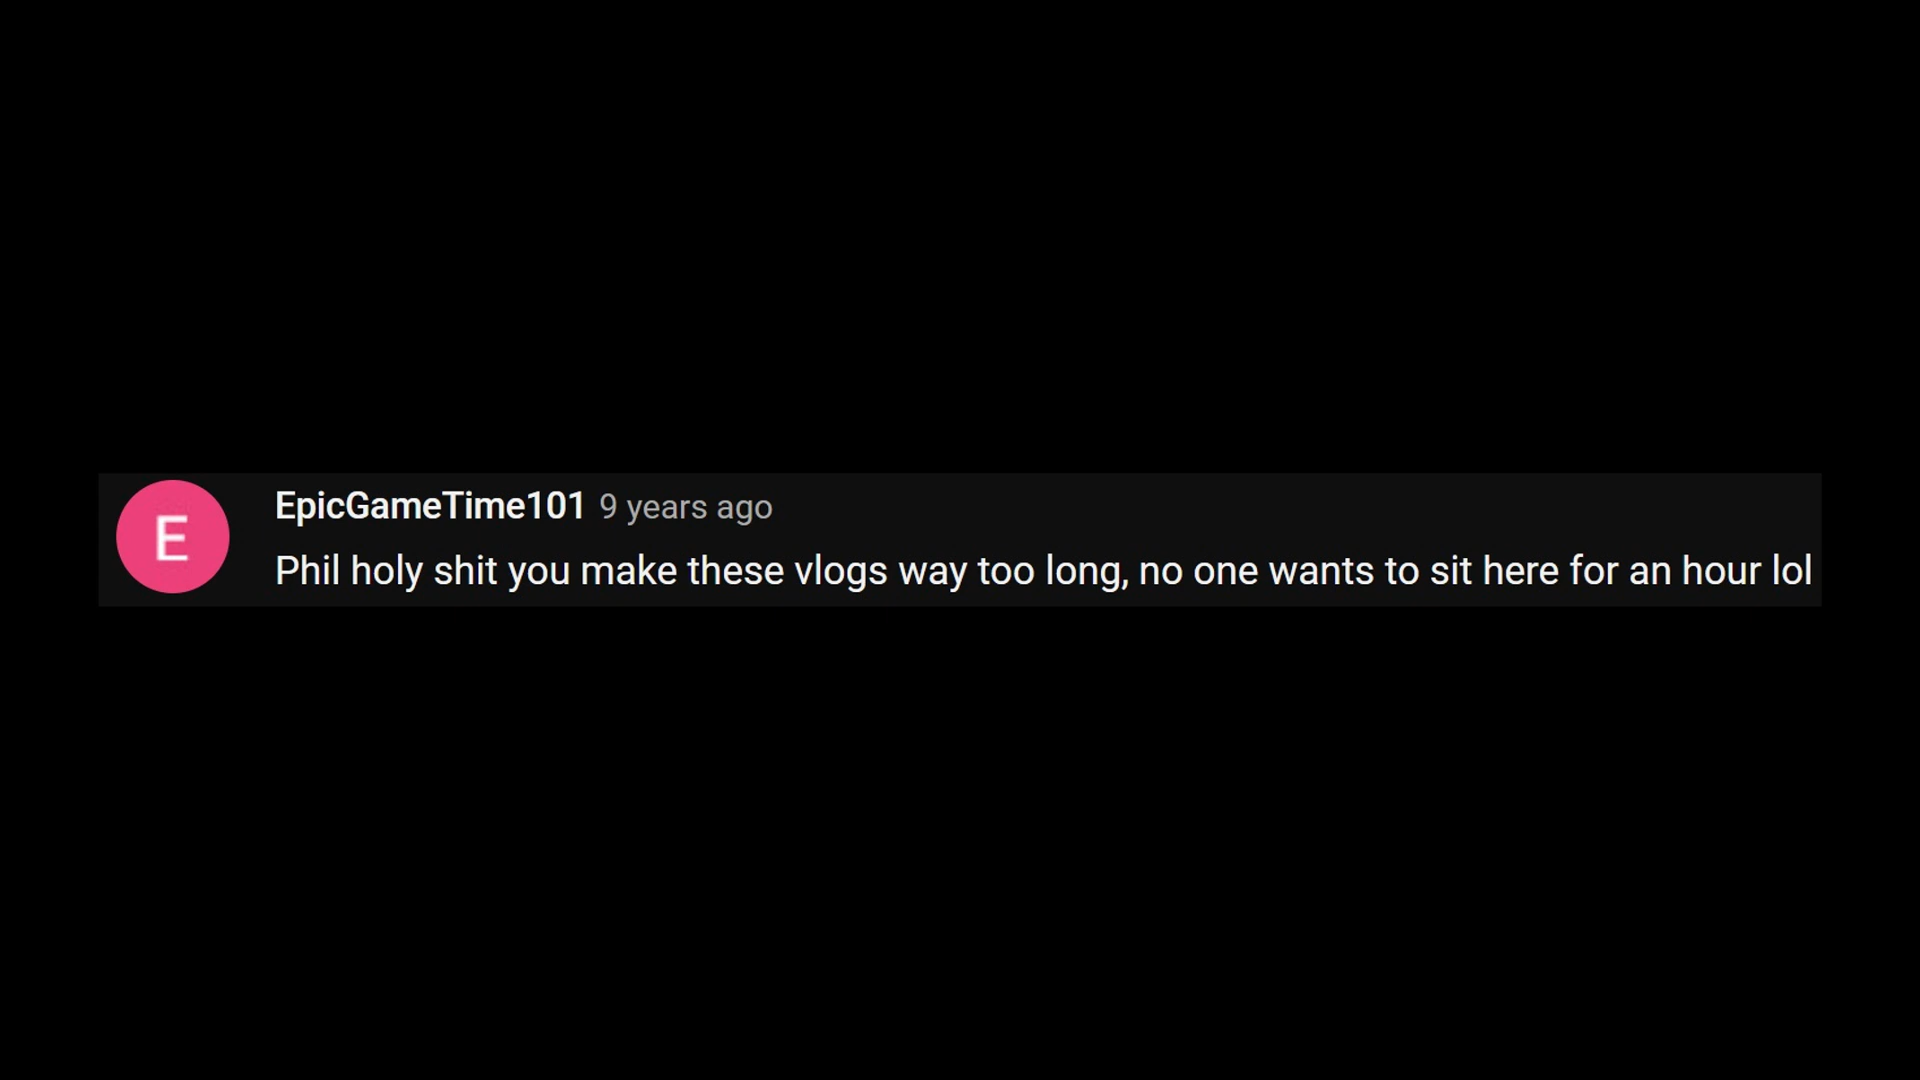 E
EpicGameTime101 9 years ago
Phil holy shit you make these vlogs way too long, no one wants to sit here for an hour lol